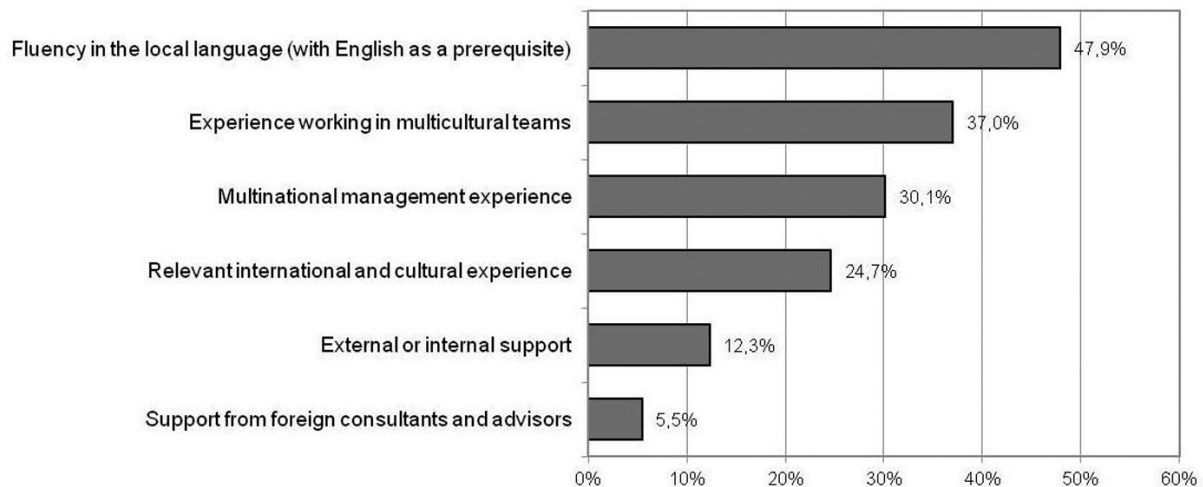 Fluency in the local language (with English as a prerequisite) 47,9%
Experience working in multicultural teams 37,0%
Multinational management experience 30,1%
Relevant international and cultural experience 24,7%
External or internal support 12,3%
Support from foreign consultants and advisors 5,5%
0% 10% 20% 30% 40% 50% 60%